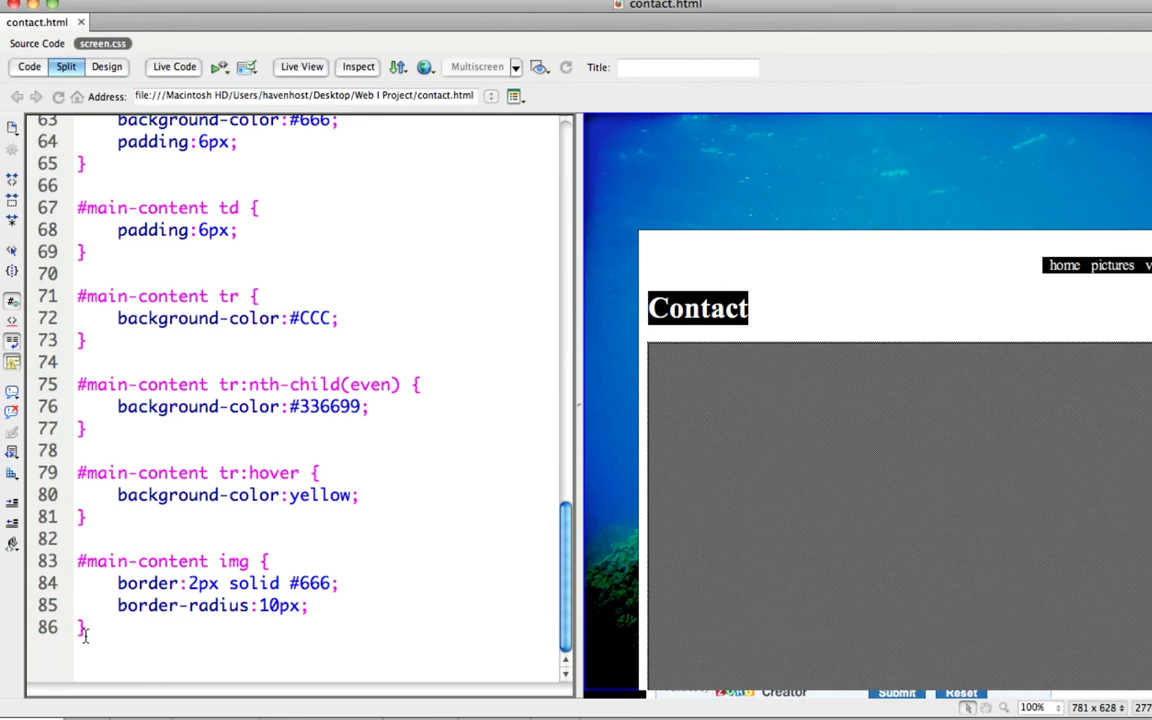 contact.html
contact.html
Source Code screen.css
Code Split Design Live Code Live View Inspect Multiscreen Title:
Address: file:///Macintosh HD/Users/havenhost/Desktop/Web I Project/contact.html
63 background-color:#666;
64 padding:6px;
65 }
66
67 #main-content td {
68 padding:6px;
69 }
70
71 #main-content tr {
72 background-color:#CCC;
73 }
74
75 #main-content tr:nth-child(even) {
76 background-color:#336699;
77 }
78
79 #main-content tr:hover {
80 background-color:yellow;
81 }
82
83 #main-content img {
84 border:2px solid #666;
85 border-radius:10px;
86 }
home pictures v
Contact
Creator Submit Reset
100% 781 x 628 277